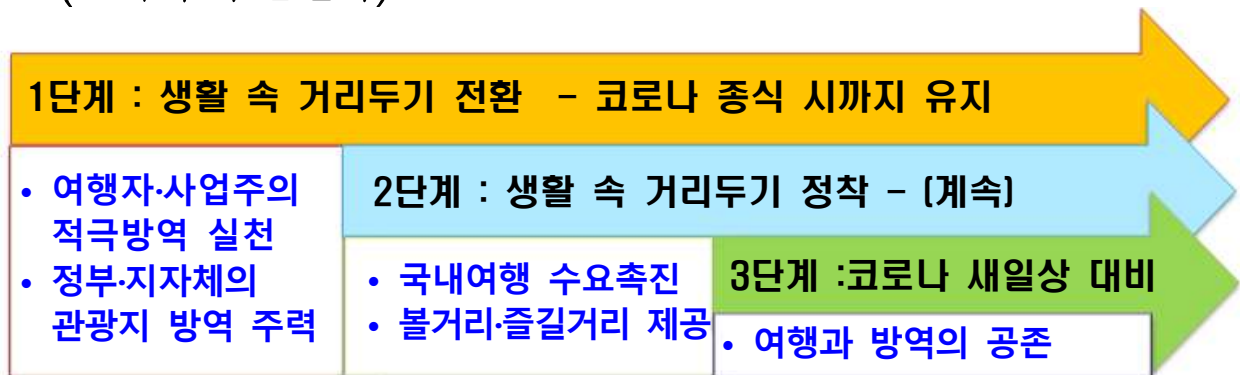 1단계 : 생활 속 거리두기 전환 - 코로나 종식 시까지 유지
• 여행자·사업주의
적극방역 실천
• 정부·지자체의
관광지 방역 주력
2단계 : 생활 속 거리두기 정착 - (계속)
• 국내여행 수요촉진
• 볼거리·즐길거리 제공
3단계 :코로나 새일상 대비
• 여행과 방역의 공존